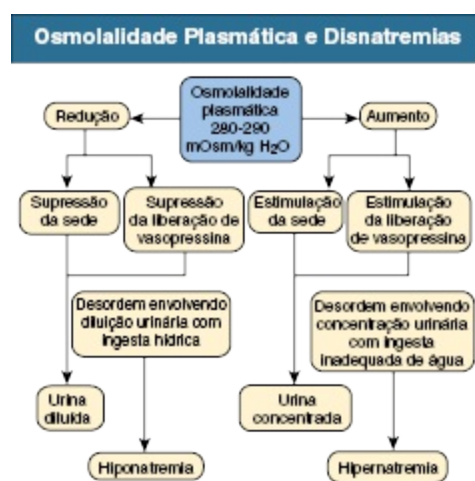 Osmolalidade Plasmática e Disnatremias
Osmolalidade
plasmática
280-290
mOsm/kg H₂O
Redução
Aumento
Supressão
da sede
Supressão
da liberação de
vasopressina
Estimulação
da sede
Estimulação
da liberação
de vasopressina
Desordem envolvendo
diluição urinária com
ingesta hídrica
Desordem envolvendo
concentração urinária
com ingesta
inadequada de água
Urina
diluída
Urina
concentrada
Hiponatremia
Hipernatremia